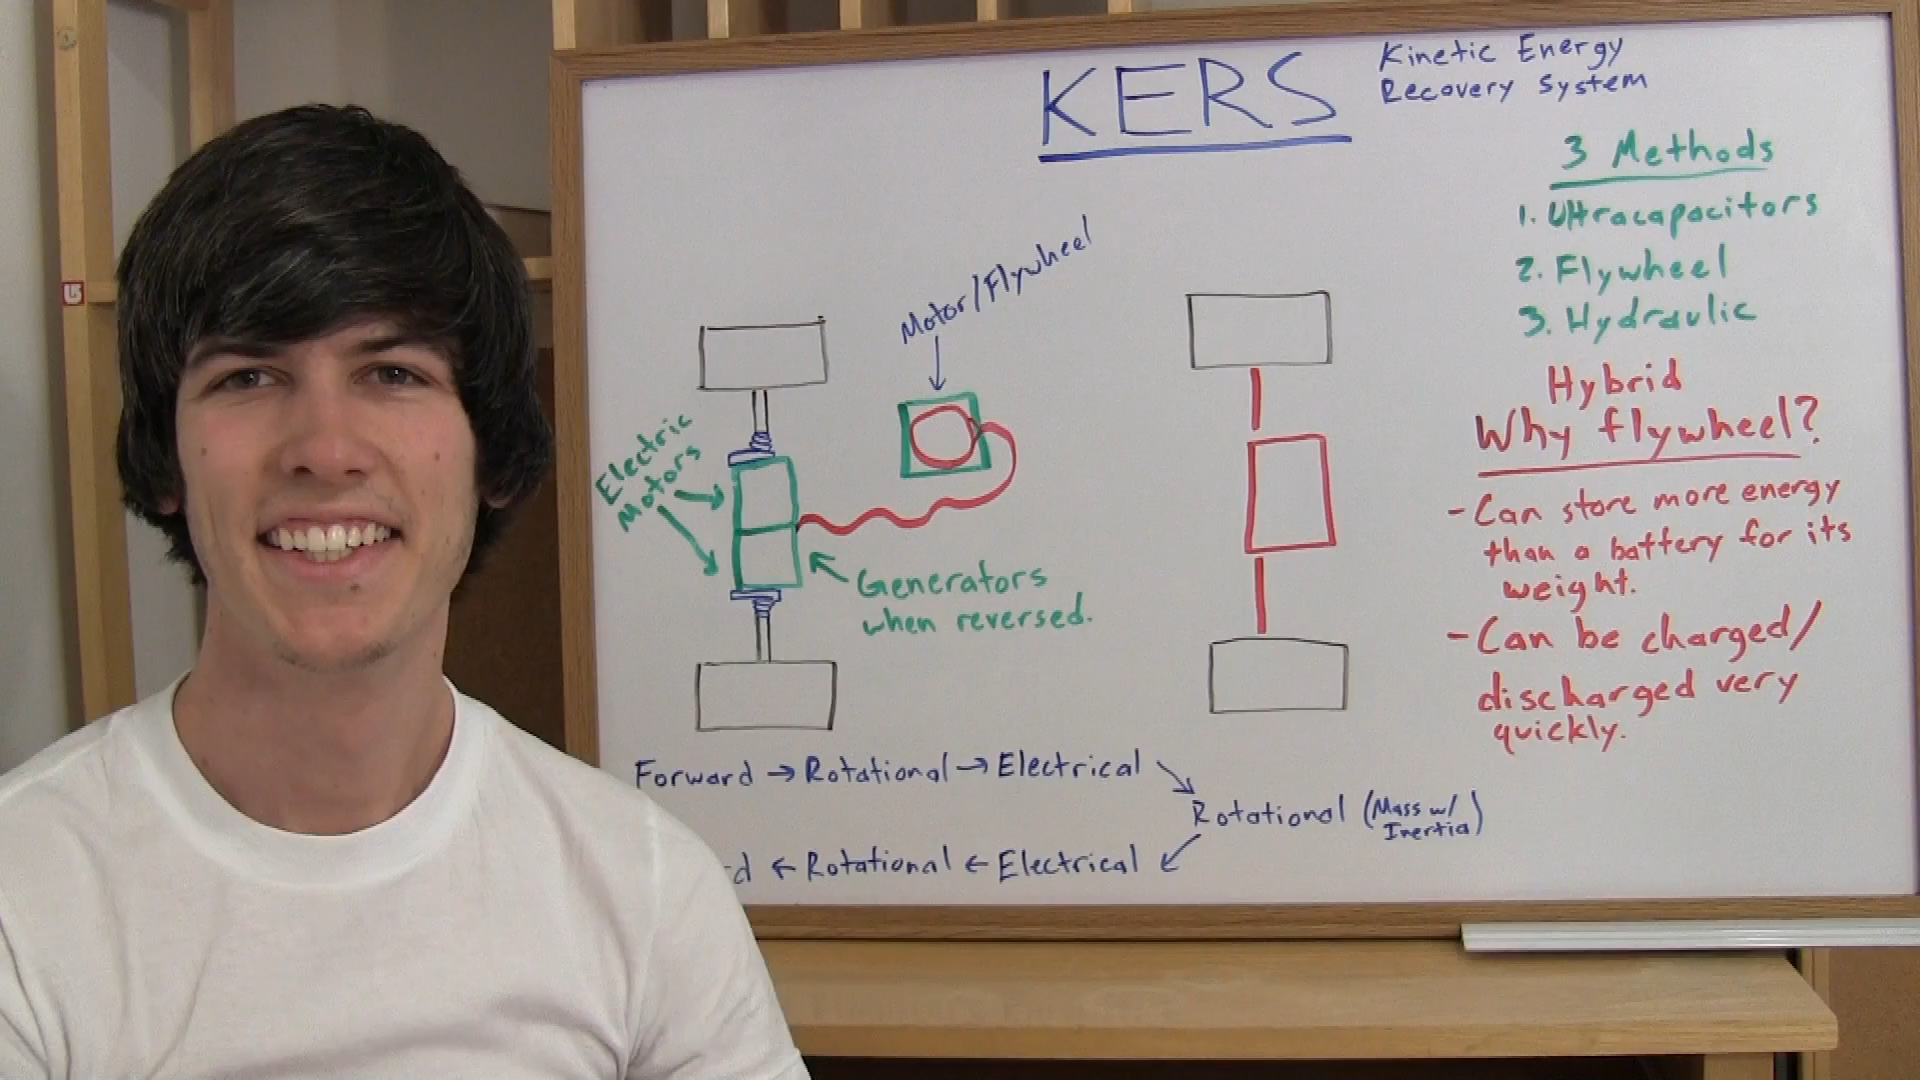 KERS
Kinetic Energy
Recovery System
3 Methods
1. Ultracapacitors
2. Flywheel
3. Hydraulic
Hybrid
Why flywheel?
- Can store more energy
than a battery for its
weight.
- Can be charged/
discharged very
quickly.
Motor/Flywheel
Electric
Motors
Generators
when reversed.
Forward → Rotational → Electrical
Rotational (Mass w/
Inertia)
d ← Rotational ← Electrical